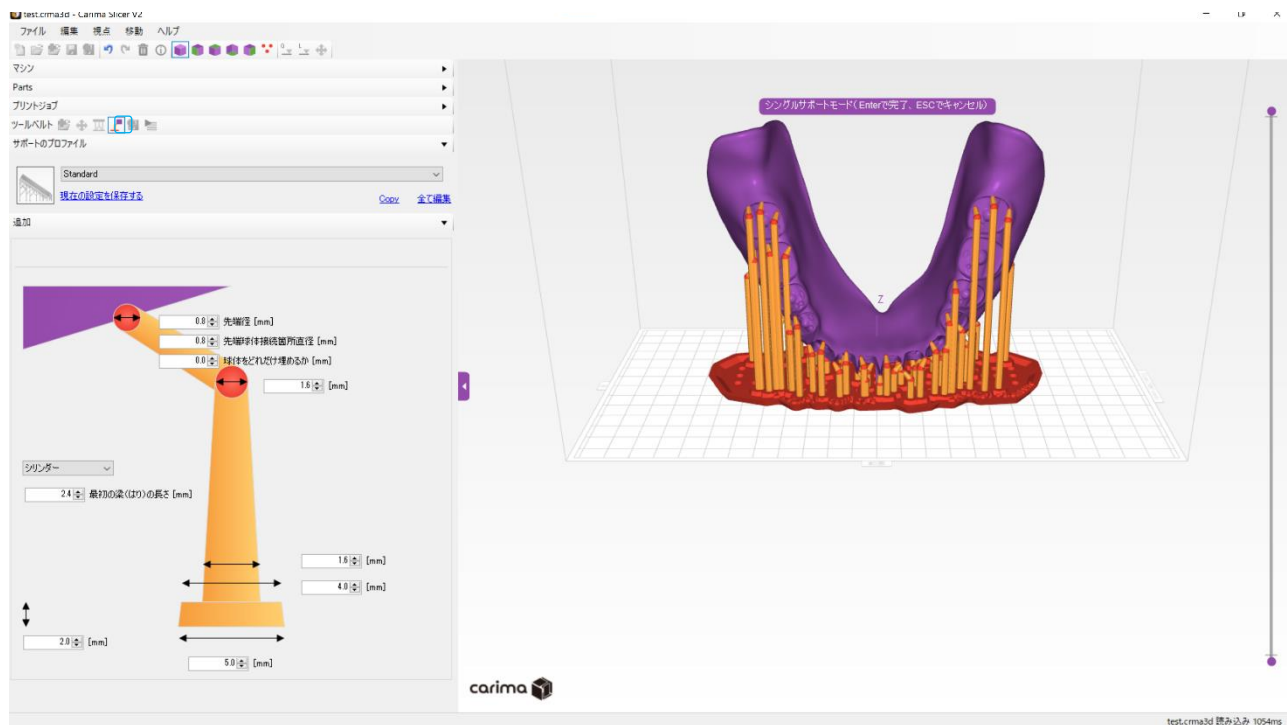 test.crma3d - Carima Slicer V2
ファイル 編集 視点 移動 ヘルプ
マシン
Parts
プリントジョブ
ツールベルト
サポートのプロファイル
Standard
現在の設定を保存する Copy 全て編集
追加
0.8 先端径 [mm]
0.8 先端球体接続箇所直径 [mm]
0.0 球体をどれだけ埋めるか [mm]
1.6 [mm]
シリンダー
2.4 最初の梁(はり)の長さ [mm]
1.6 [mm]
4.0 [mm]
2.0 [mm]
5.0 [mm]
シングルサポートモード(Enterで完了、ESCでキャンセル)
Z
carima
test.crma3d 読み込み 1054ms